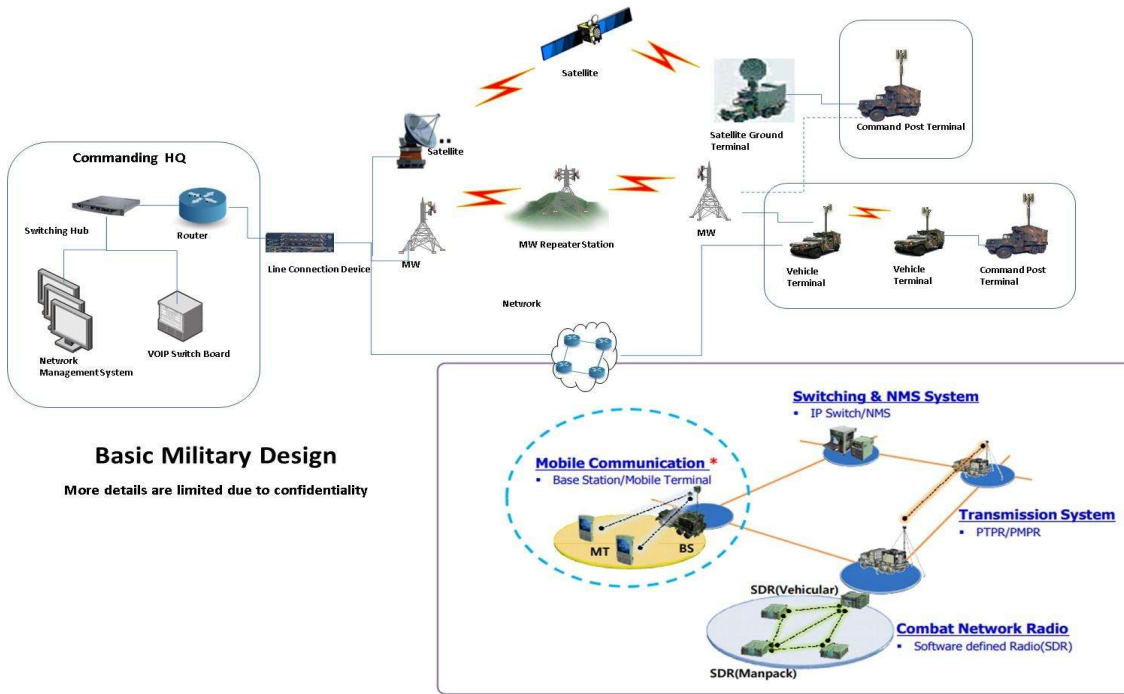 Satellite
Satellite Ground
Terminal
Command Post Terminal
Commanding HQ
Switching Hub
Router
Network
Management System
VOIP Switch Board
Line Connection Device
Satellite
MW
MW Repeater Station
MW
Vehicle
Terminal
Vehicle
Terminal
Command Post
Terminal
Network
Basic Military Design
More details are limited due to confidentiality
Switching & NMS System
▪ IP Switch/NMS
Mobile Communication *
▪ Base Station/Mobile Terminal
MT
BS
Transmission System
▪ PTPR/PMPR
SDR(Vehicular)
SDR(Manpack)
Combat Network Radio
▪ Software defined Radio(SDR)